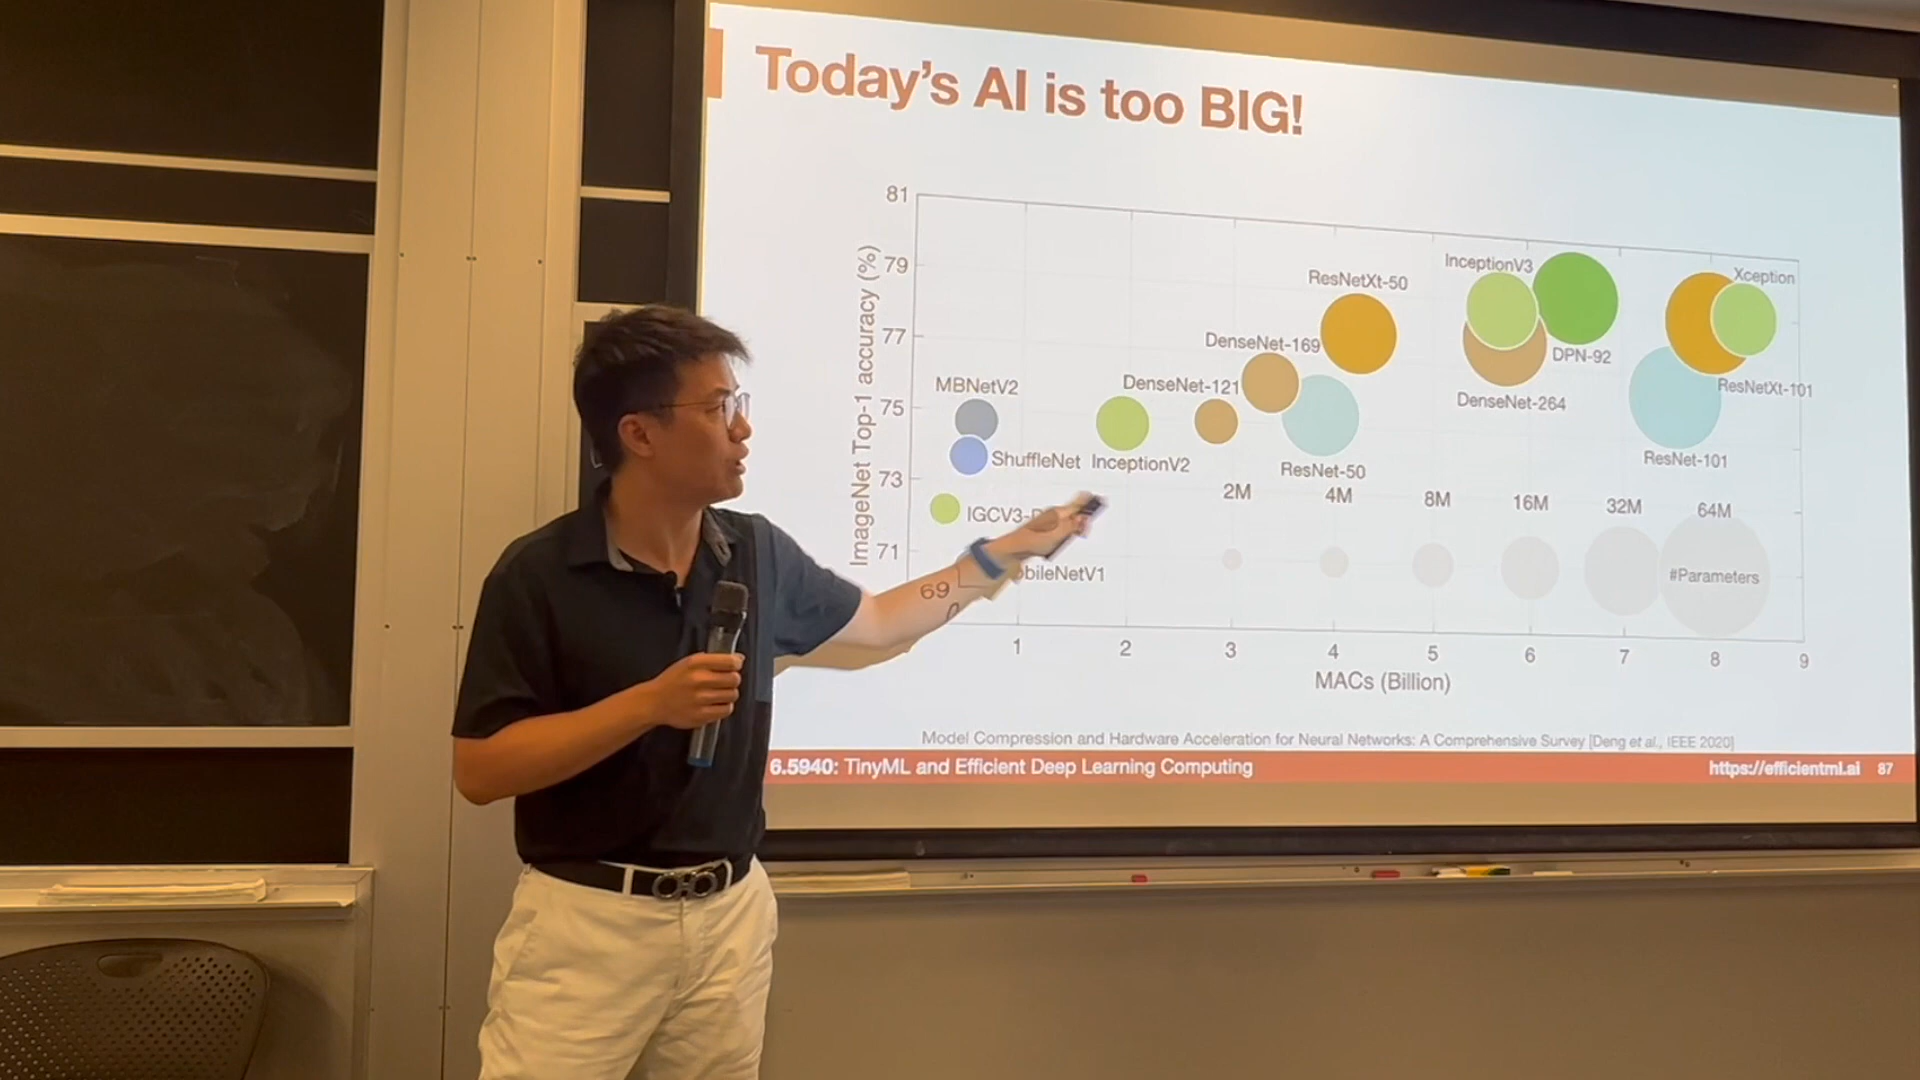 Today's AI is too BIG!
81
79
77
75
73
71
69
ImageNet Top-1 accuracy (%)
InceptionV3
Xception
ResNetXt-50
DenseNet-169
DPN-92
MBNetV2
DenseNet-121
ResNetXt-101
DenseNet-264
ShuffleNet
InceptionV2
ResNet-50
ResNet-101
2M
4M
8M
16M
32M
64M
IGCV3-D
#Parameters
1
2
3
4
5
6
7
8
9
MACs (Billion)
Model Compression and Hardware Acceleration for Neural Networks: A Comprehensive Survey [Deng et al., IEEE 2020]
6.5940: TinyML and Efficient Deep Learning Computing
https://efficientml.ai 87